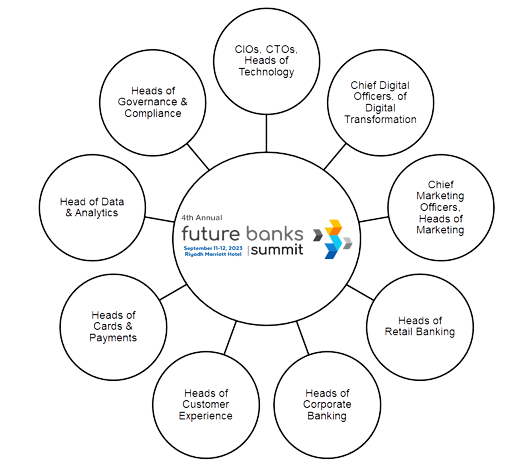 CIOs, CTOs,
Heads of
Technology
Chief Digital
Officers, of
Digital
Transformation
Chief
Marketing
Officers,
Heads of
Marketing
Heads of
Retail Banking
Heads of
Corporate
Banking
Heads of
Customer
Experience
Heads of
Cards &
Payments
Head of Data
& Analytics
Heads of
Governance &
Compliance
4th Annual
future banks
summit
September 11-12, 2023
Riyadh Marriott Hotel